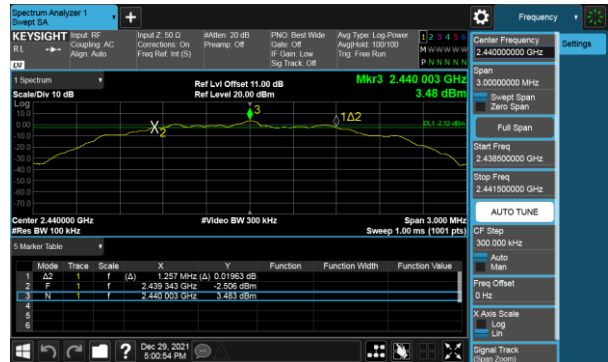 Spectrum Analyzer 1
Swept SA
Frequency
KEYSIGHT
RL
Input: RF
Coupling: AC
Align: Auto
Input Z: 50 Ω
Corrections: On
Freq Ref: Int (S)
#Atten: 20 dB
Preamp: Off
PNO: Best Wide
Gate: Off
IF Gain: Low
Sig Track: Off
Avg Type: Log-Power
Avg|Hold: 100/100
Trig: Free Run
1 2 3 4 5 6
M W W W W W
P N N N N N
LXI
1 Spectrum
Scale/Div 10 dB
Ref Lvl Offset 11.00 dB
Ref Level 20.00 dBm
Mkr3 2.440 003 GHz
3.48 dBm
Log
10.0
0.00
-10.0
-20.0
-30.0
-40.0
-50.0
-60.0
-70.0
X2
3
1Δ2
DL1 -2.52 dBm
Center 2.440000 GHz
#Res BW 100 kHz
#Video BW 300 kHz
Span 3.000 MHz
Sweep 1.00 ms (1001 pts)
5 Marker Table
Mode Trace Scale X Y Function Function Width Function Value
1 Δ2 1 f (Δ) 1.257 MHz (Δ) 0.01963 dB
2 F 1 f 2.439 343 GHz -2.506 dBm
3 N 1 f 2.440 003 GHz 3.483 dBm
4
5
6
Dec 29, 2021
5:00:54 PM
Center Frequency
2.440000000 GHz
Settings
Span
3.00000000 MHz
Swept Span
Zero Span
Full Span
Start Freq
2.438500000 GHz
Stop Freq
2.441500000 GHz
AUTO TUNE
CF Step
300.000 kHz
Auto
Man
Freq Offset
0 Hz
X Axis Scale
Log
Lin
Signal Track
(Span Zoom)